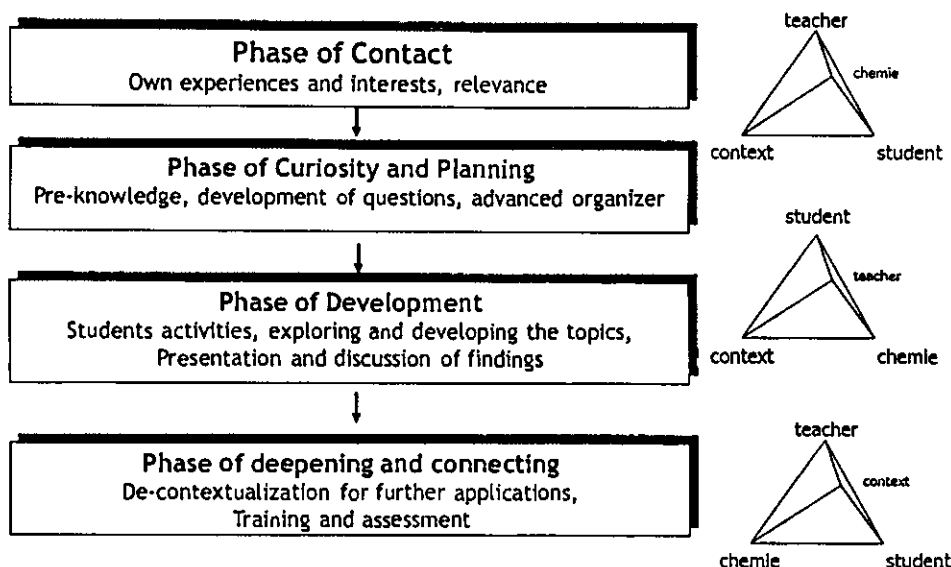 Phase of Contact
Own experiences and interests, relevance
Phase of Curiosity and Planning
Pre-knowledge, development of questions, advanced organizer
Phase of Development
Students activities, exploring and developing the topics,
Presentation and discussion of findings
Phase of deepening and connecting
De-contextualization for further applications,
Training and assessment
teacher
chemie
context student
student
teacher
context chemie
teacher
context
chemie student